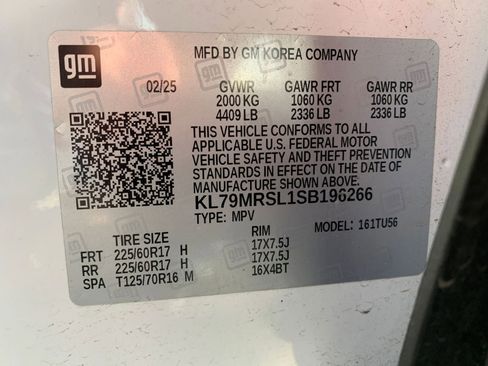 gm
MFD BY GM KOREA COMPANY
02/25 GVWR GAWR FRT GAWR RR
2000 KG 1060 KG 1060 KG
4409 LB 2336 LB 2336 LB
THIS VEHICLE CONFORMS TO ALL
APPLICABLE U.S. FEDERAL MOTOR
VEHICLE SAFETY AND THEFT PREVENTION
STANDARDS IN EFFECT ON THE DATE OF
MANUFACTURE SHOWN ABOVE.
KL79MRSL1SB196266
TYPE: MPV MODEL: 161TU56
TIRE SIZE RIM
FRT 225/60R17 H 17X7.5J
RR 225/60R17 H 17X7.5J
SPA T125/70R16 M 16X4BT